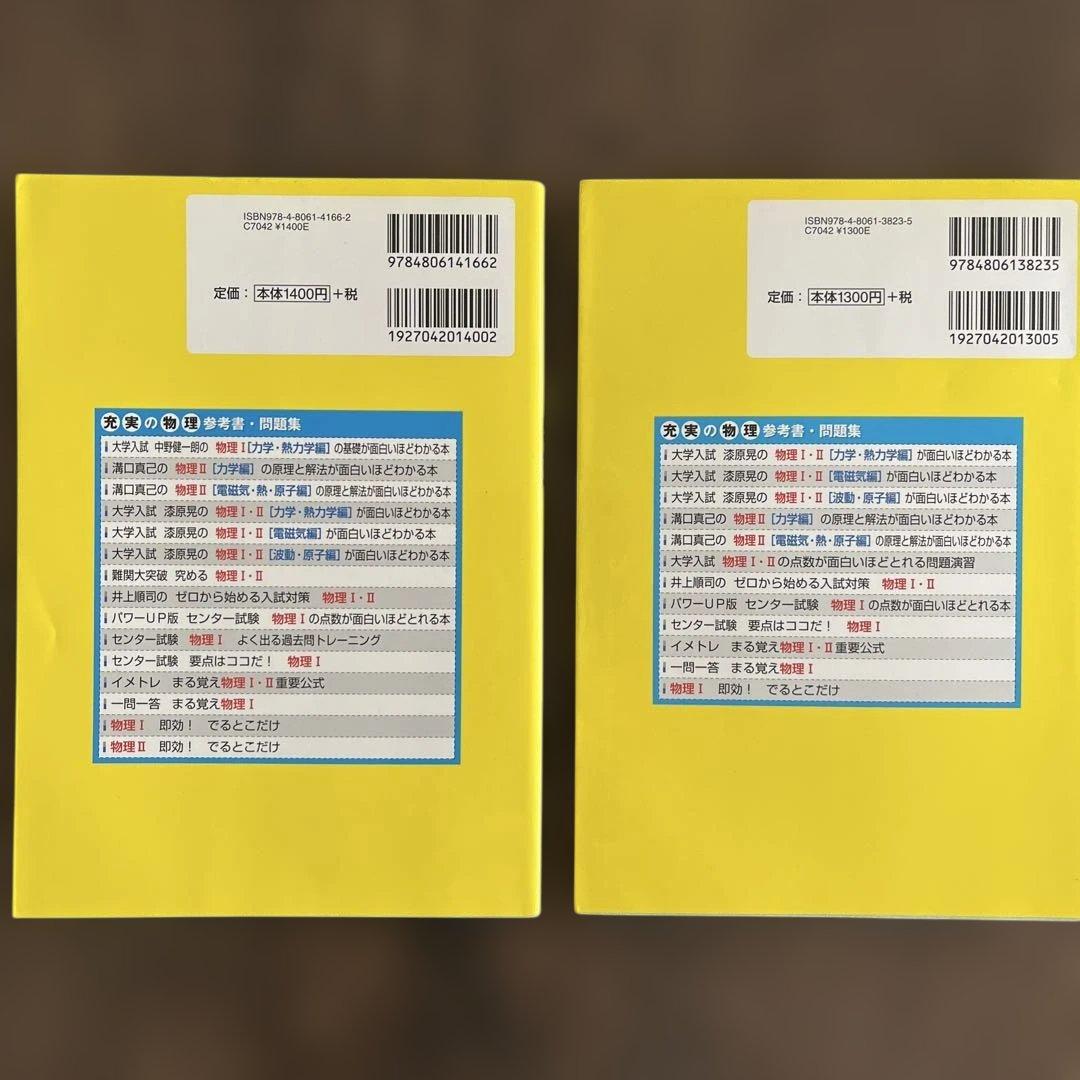 ISBN978-4-8061-4166-2
C7042 ¥1400E
9784806141662
定価：本体1400円+税
1927042014002
充実の物理参考書・問題集
大学入試 中野健一朗の 物理Ⅰ[力学・熱力学編]の基礎が面白いほどわかる本
溝口真己の 物理Ⅱ[力学編]の原理と解法が面白いほどわかる本
溝口真己の 物理Ⅱ[電磁気・熱・原子編]の原理と解法が面白いほどわかる本
大学入試 漆原晃の 物理Ⅰ・Ⅱ[力学・熱力学編]が面白いほどわかる本
大学入試 漆原晃の 物理Ⅰ・Ⅱ[電磁気編]が面白いほどわかる本
大学入試 漆原晃の 物理Ⅰ・Ⅱ[波動・原子編]が面白いほどわかる本
難関大突破 究める 物理Ⅰ・Ⅱ
井上順司の ゼロから始める入試対策 物理Ⅰ・Ⅱ
パワーUP版 センター試験 物理Ⅰの点数が面白いほどとれる本
センター試験 物理Ⅰ よく出る過去問トレーニング
センター試験 要点はココだ！ 物理Ⅰ
イメトレ まる覚え物理Ⅰ・Ⅱ重要公式
一問一答 まる覚え物理Ⅰ
物理Ⅰ 即効！ でるとこだけ
物理Ⅱ 即効！ でるとこだけ
ISBN978-4-8061-3823-5
C7042 ¥1300E
9784806138235
定価：本体1300円+税
1927042013005
充実の物理参考書・問題集
大学入試 漆原晃の 物理Ⅰ・Ⅱ[力学・熱力学編]が面白いほどわかる本
大学入試 漆原晃の 物理Ⅰ・Ⅱ[電磁気編]が面白いほどわかる本
大学入試 漆原晃の 物理Ⅰ・Ⅱ[波動・原子編]が面白いほどわかる本
溝口真己の 物理Ⅱ[力学編]の原理と解法が面白いほどわかる本
溝口真己の 物理Ⅱ[電磁気・熱・原子編]の原理と解法が面白いほどわかる本
大学入試 物理Ⅰ・Ⅱの点数が面白いほどとれる問題演習
井上順司の ゼロから始める入試対策 物理Ⅰ・Ⅱ
パワーUP版 センター試験 物理Ⅰの点数が面白いほどとれる本
センター試験 要点はココだ！ 物理Ⅰ
イメトレ まる覚え物理Ⅰ・Ⅱ重要公式
一問一答 まる覚え物理Ⅰ
物理Ⅰ 即効！ でるとこだけ